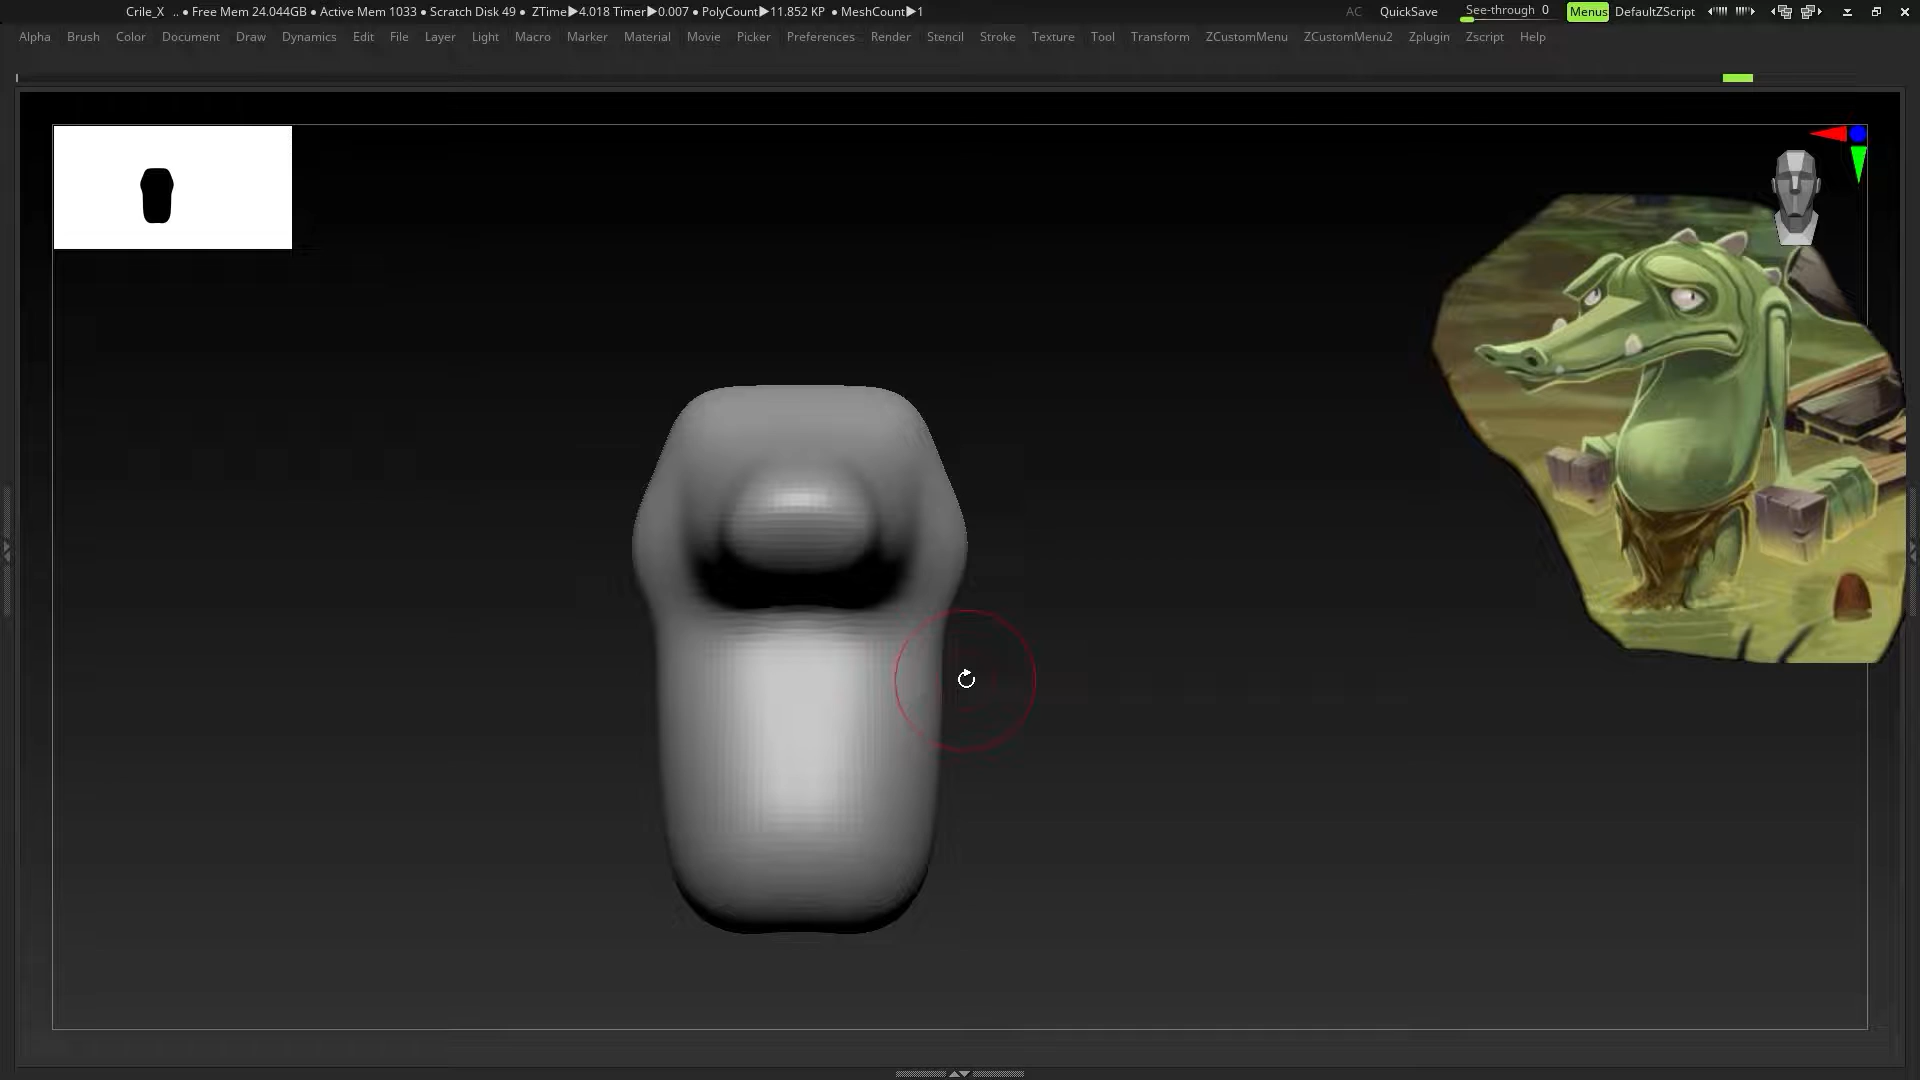 Crile_X .. ● Free Mem 24.044GB ● Active Mem 1033 ● Scratch Disk 49 ● ZTime▶4.018 Timer▶0.007 ● PolyCount▶11.852 KP ● MeshCount▶1 AC QuickSave See-through 0 Menus DefaultZScript
Alpha Brush Color Document Draw Dynamics Edit File Layer Light Macro Marker Material Movie Picker Preferences Render Stencil Stroke Texture Tool Transform ZCustomMenu ZCustomMenu2 Zplugin Zscript Help